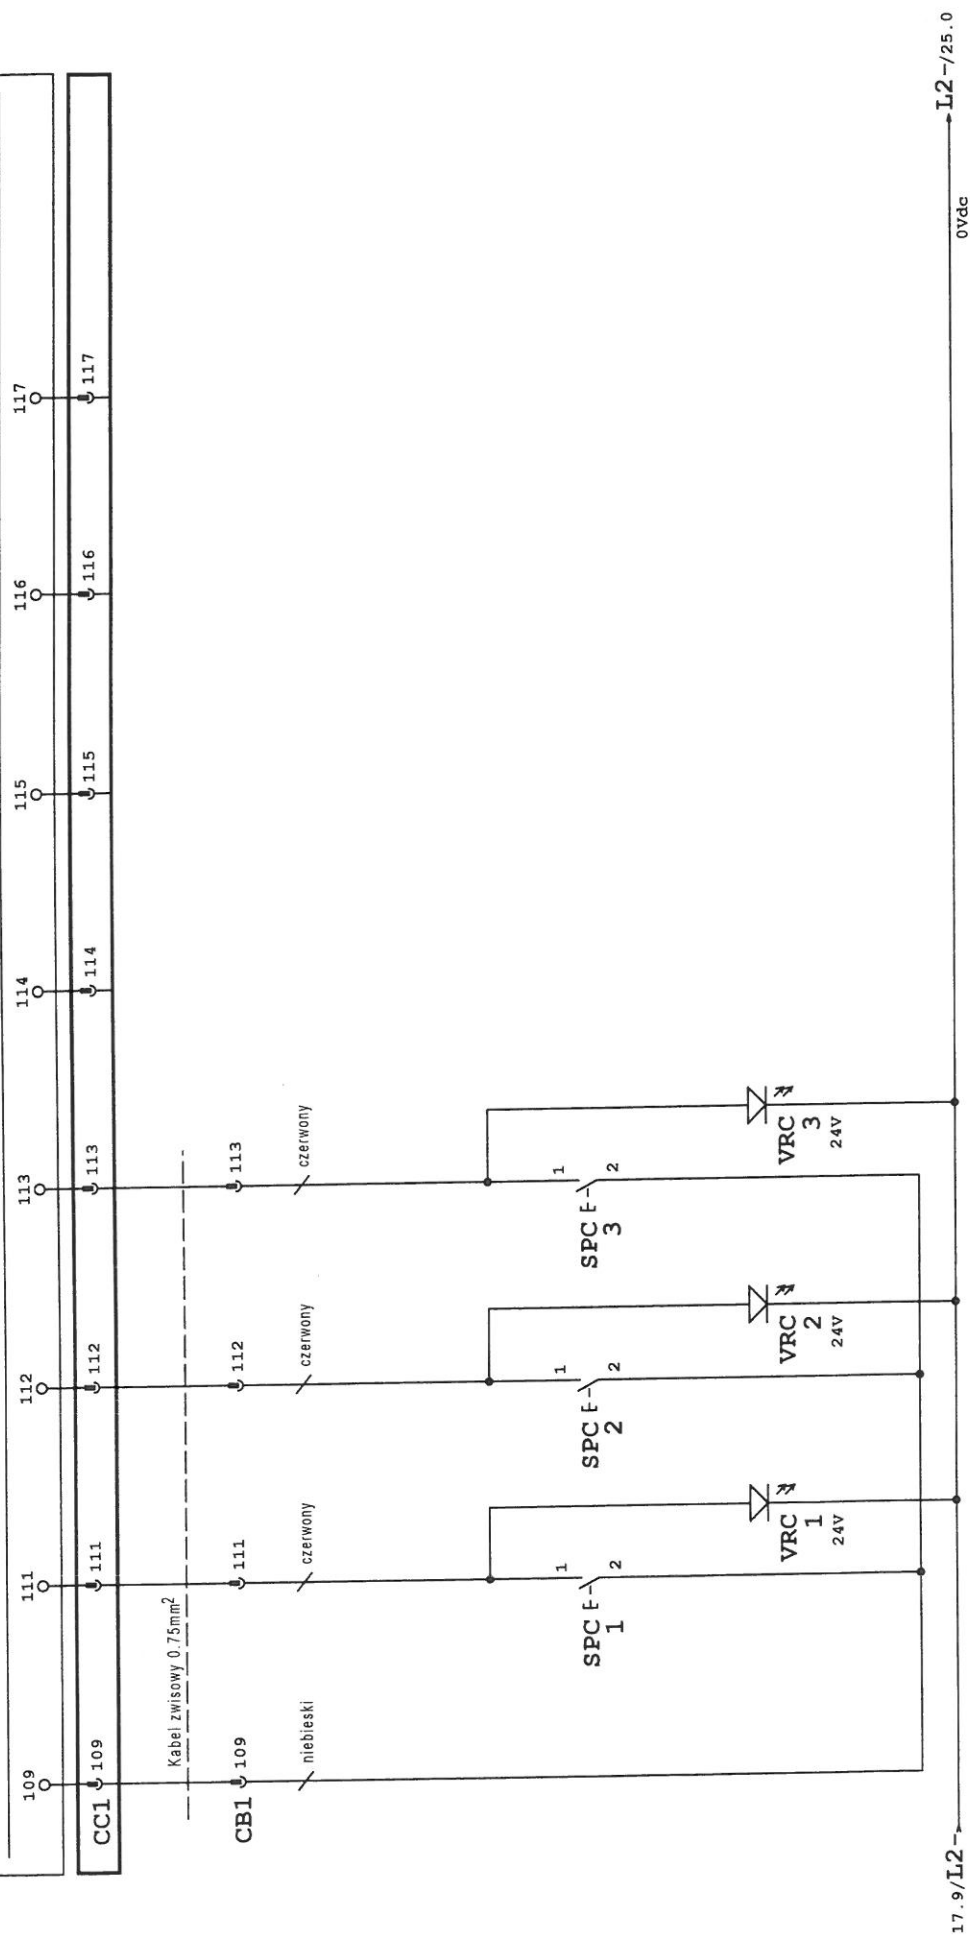 109 111 112 113 114 115 116 117
CC1 109 111 112 113 114 115 116 117
Kabel zwisowy 0.75mm²
CB1 109 111 112 113
niebieski czerwony czerwony czerwony
1 1 1
SPC E 2 SPC E 2 SPC E 2
1 2 3
VRC VRC VRC
1 2 3
24V 24V 24V
17.9/L2- L2-/25.0
0Vdc